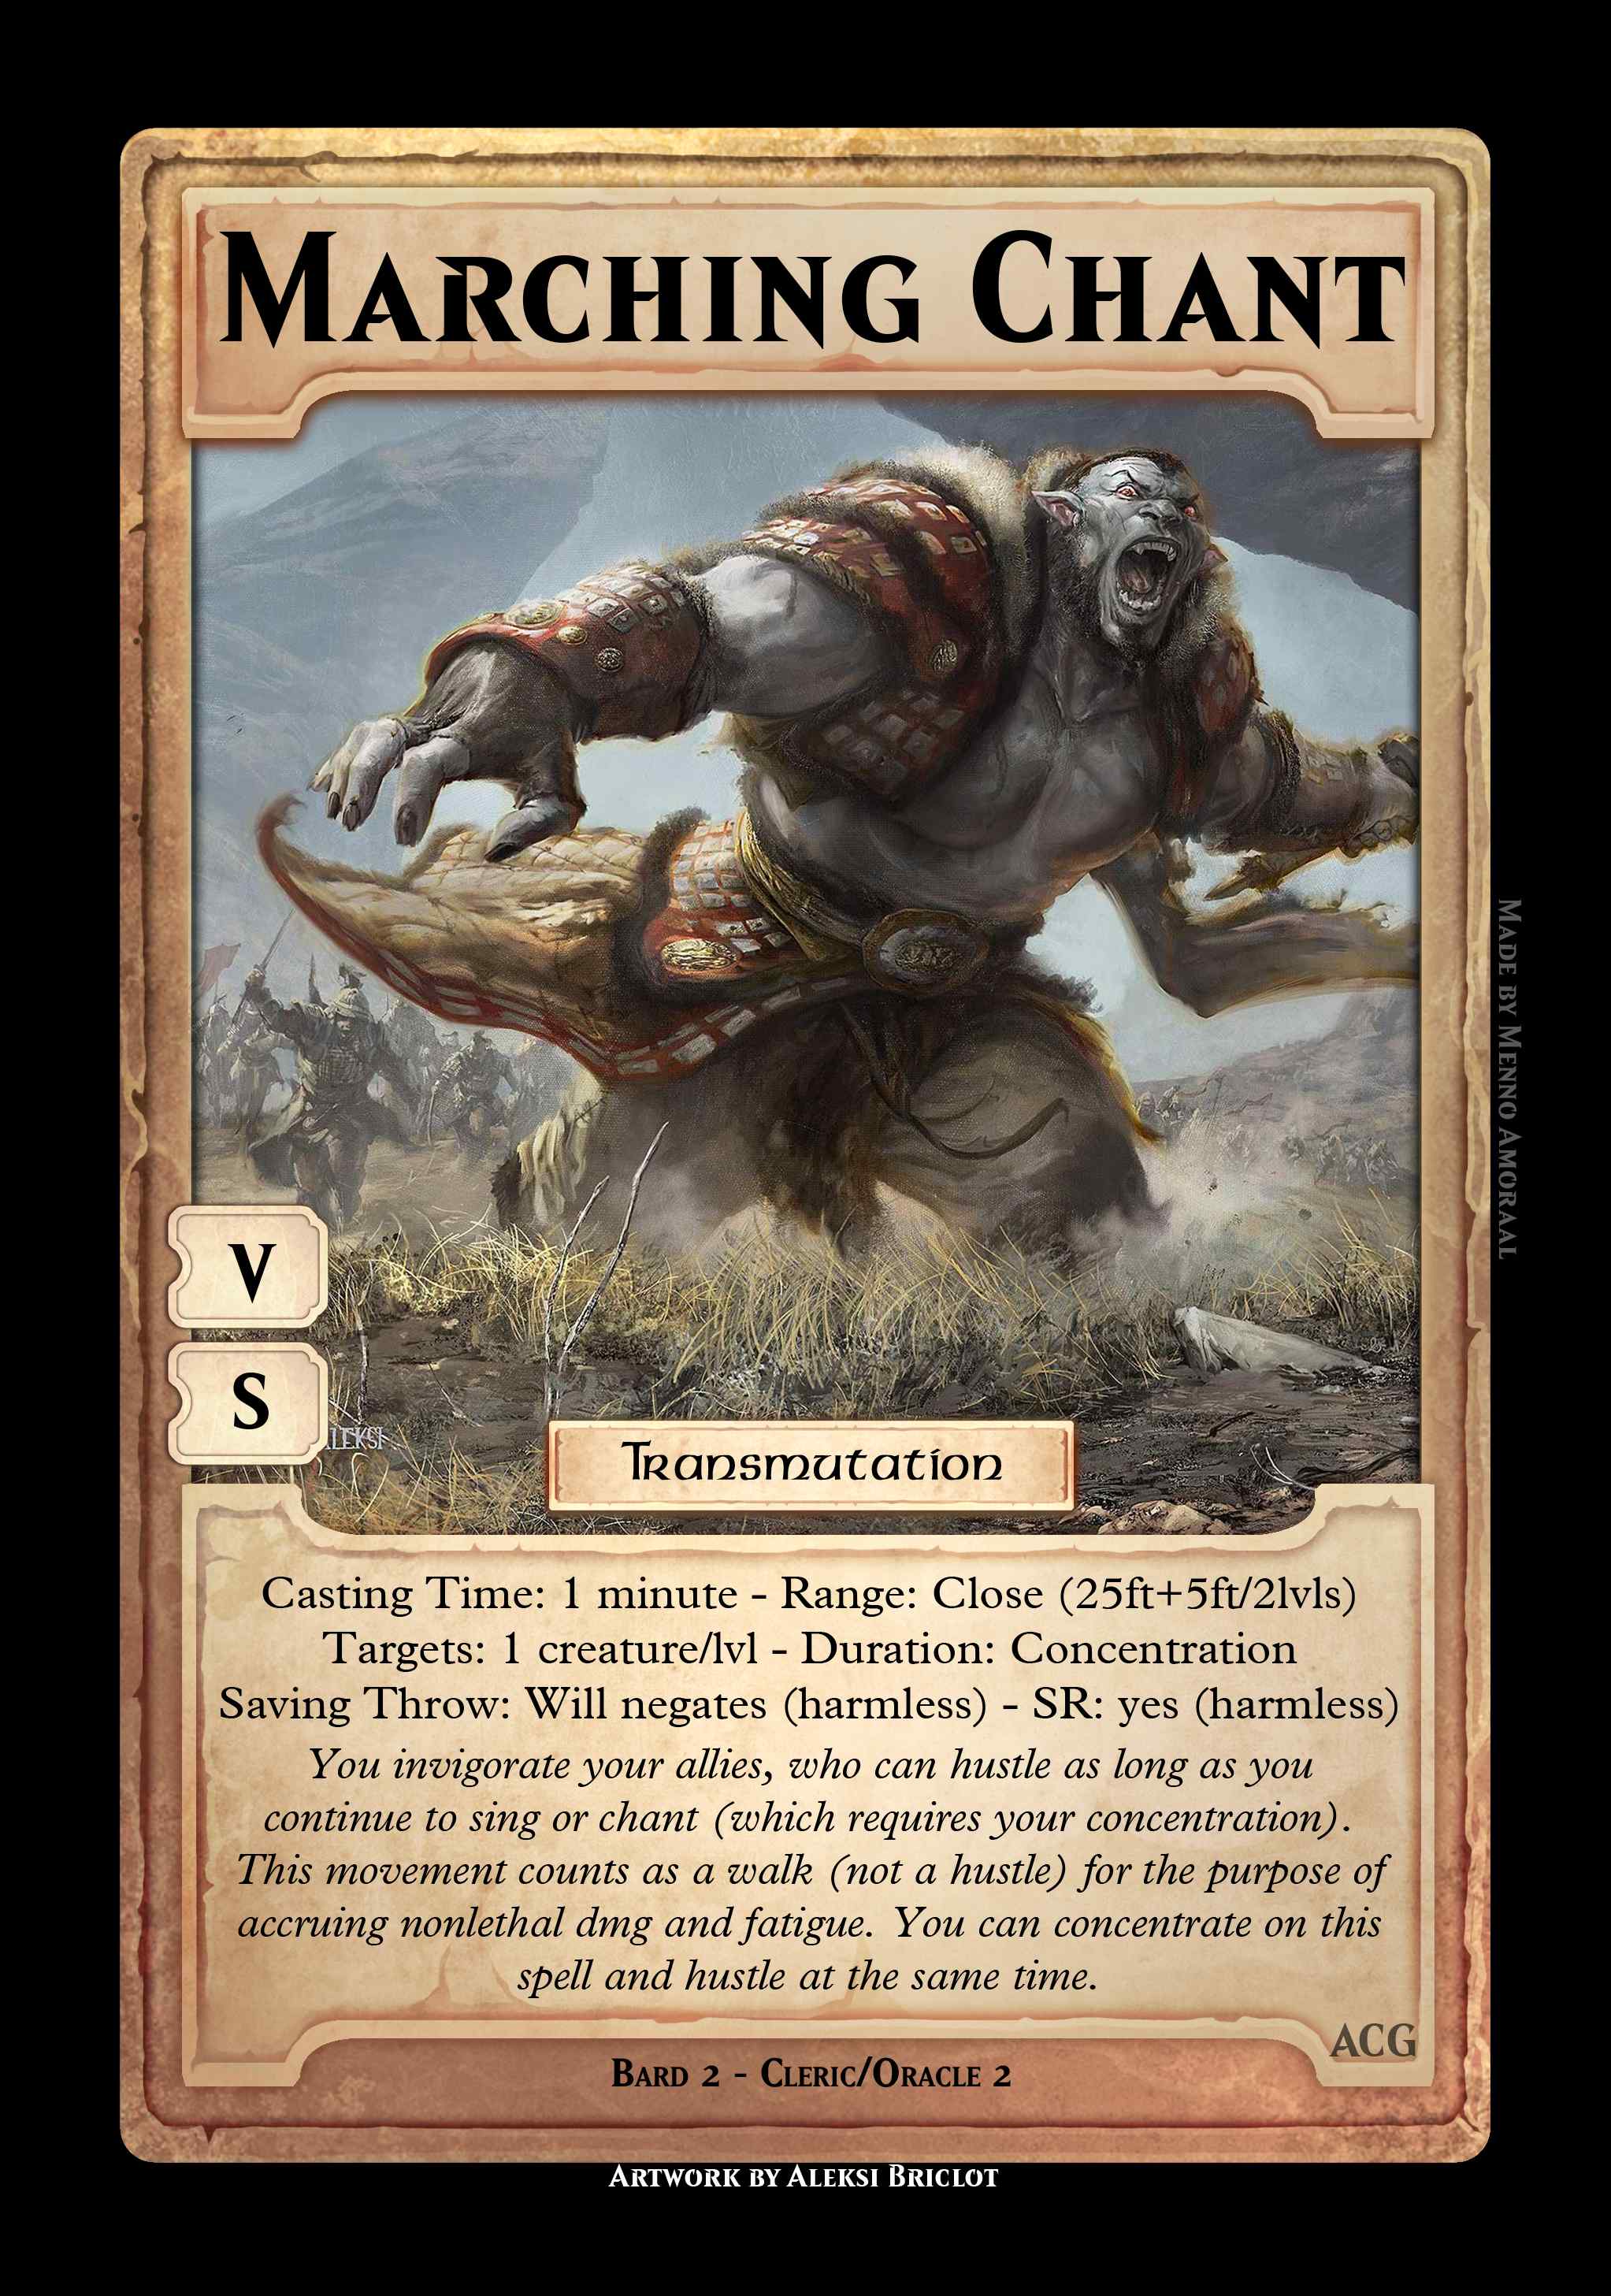 Marching Chant
V
S
ALEKSI
Transmutation
Casting Time: 1 minute - Range: Close (25ft+5ft/2lvls)
Targets: 1 creature/lvl - Duration: Concentration
Saving Throw: Will negates (harmless) - SR: yes (harmless)
You invigorate your allies, who can hustle as long as you
continue to sing or chant (which requires your concentration).
This movement counts as a walk (not a hustle) for the purpose of
accruing nonlethal dmg and fatigue. You can concentrate on this
spell and hustle at the same time.
ACG
Bard 2 - Cleric/Oracle 2
Artwork by Aleksi Briclot
Made by Menno Amoraal